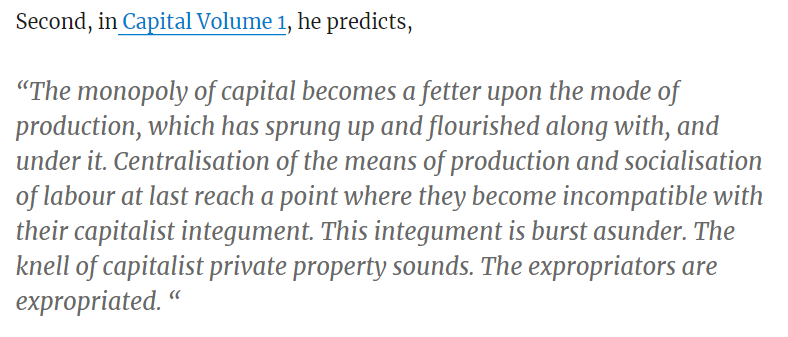 Second, in Capital Volume 1, he predicts,
“The monopoly of capital becomes a fetter upon the mode of
production, which has sprung up and flourished along with, and
under it. Centralisation of the means of production and socialisation
of labour at last reach a point where they become incompatible with
their capitalist integument. This integument is burst asunder. The
knell of capitalist private property sounds. The expropriators are
expropriated. “